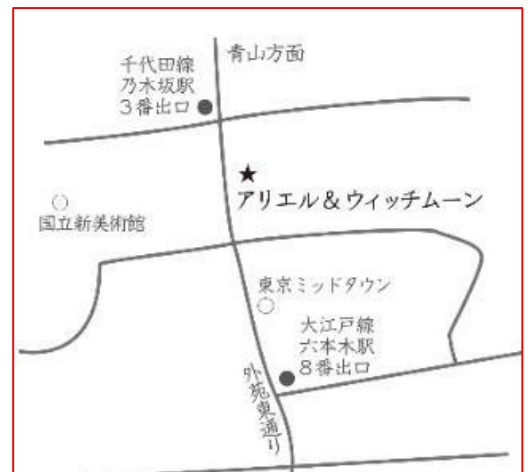 青山方面
千代田線
乃木坂駅
3番出口
★
アリエル&ウィッチムーン
国立新美術館
東京ミッドタウン
大江戸線
六本木駅
8番出口
外苑東通り